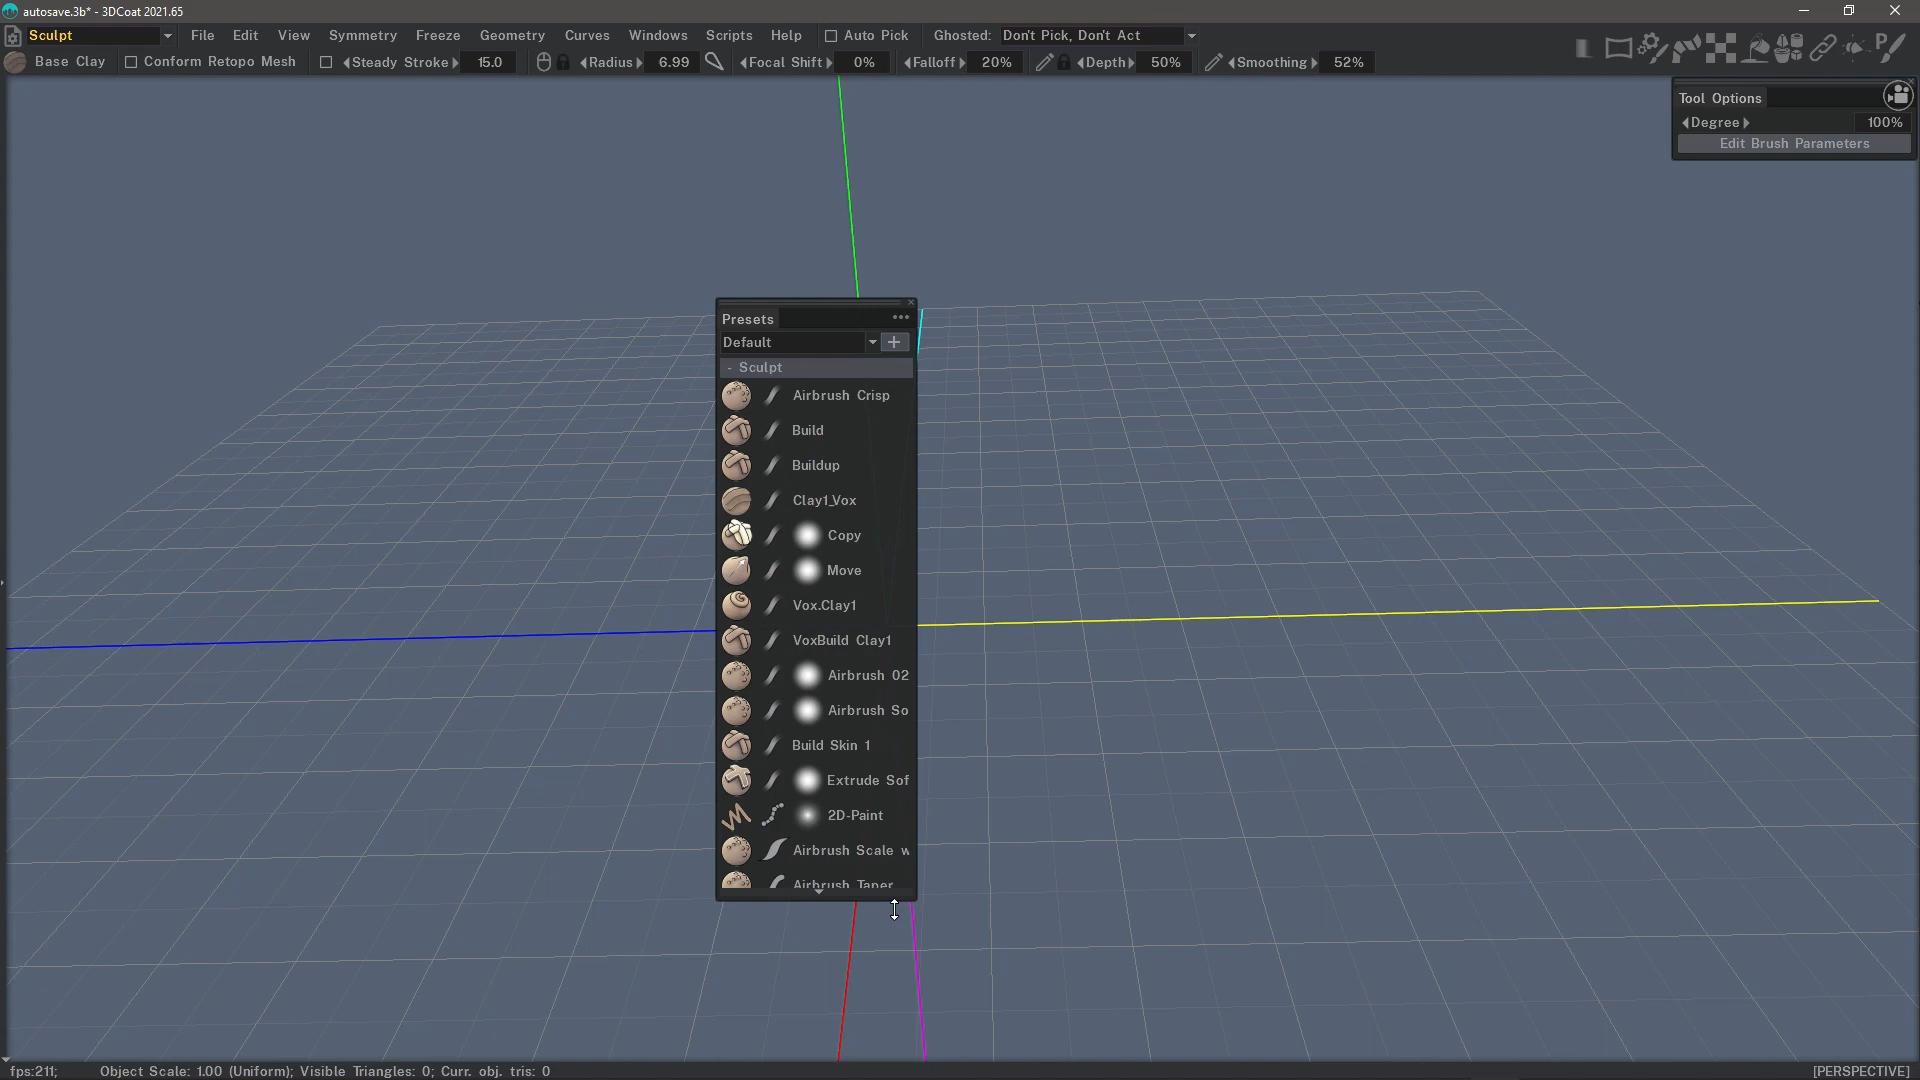 autosave.3b* - 3DCoat 2021.65
Sculpt File Edit View Symmetry Freeze Geometry Curves Windows Scripts Help Auto Pick Ghosted: Don't Pick, Don't Act
Base Clay Conform Retopo Mesh Steady Stroke 15.0 Radius 6.99 Focal Shift 0% Falloff 20% Depth 50% Smoothing 52%
Tool Options
Degree 100%
Edit Brush Parameters
Presets
Default
- Sculpt
Airbrush Crisp
Build
Buildup
Clay1_Vox
Copy
Move
Vox.Clay1
VoxBuild Clay1
Airbrush 02
Airbrush So
Build Skin 1
Extrude Sof
2D-Paint
Airbrush Scale w
Airbrush Taper
fps:211; Object Scale: 1.00 (Uniform); Visible Triangles: 0; Curr. obj. tris: 0 [PERSPECTIVE]